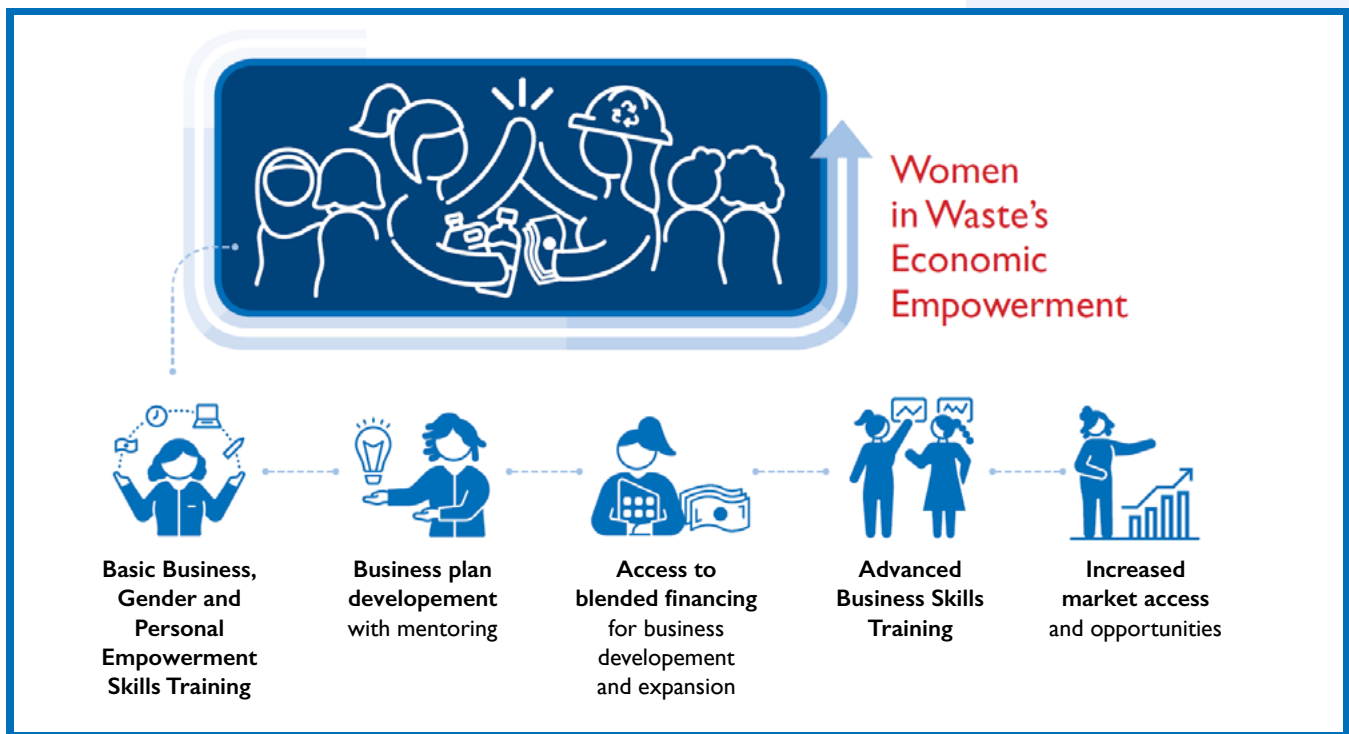 Women
in Waste's
Economic
Empowerment
Basic Business,
Gender and
Personal
Empowerment
Skills Training
Business plan
developement
with mentoring
Access to
blended financing
for business
developement
and expansion
Advanced
Business Skills
Training
Increased
market access
and opportunities